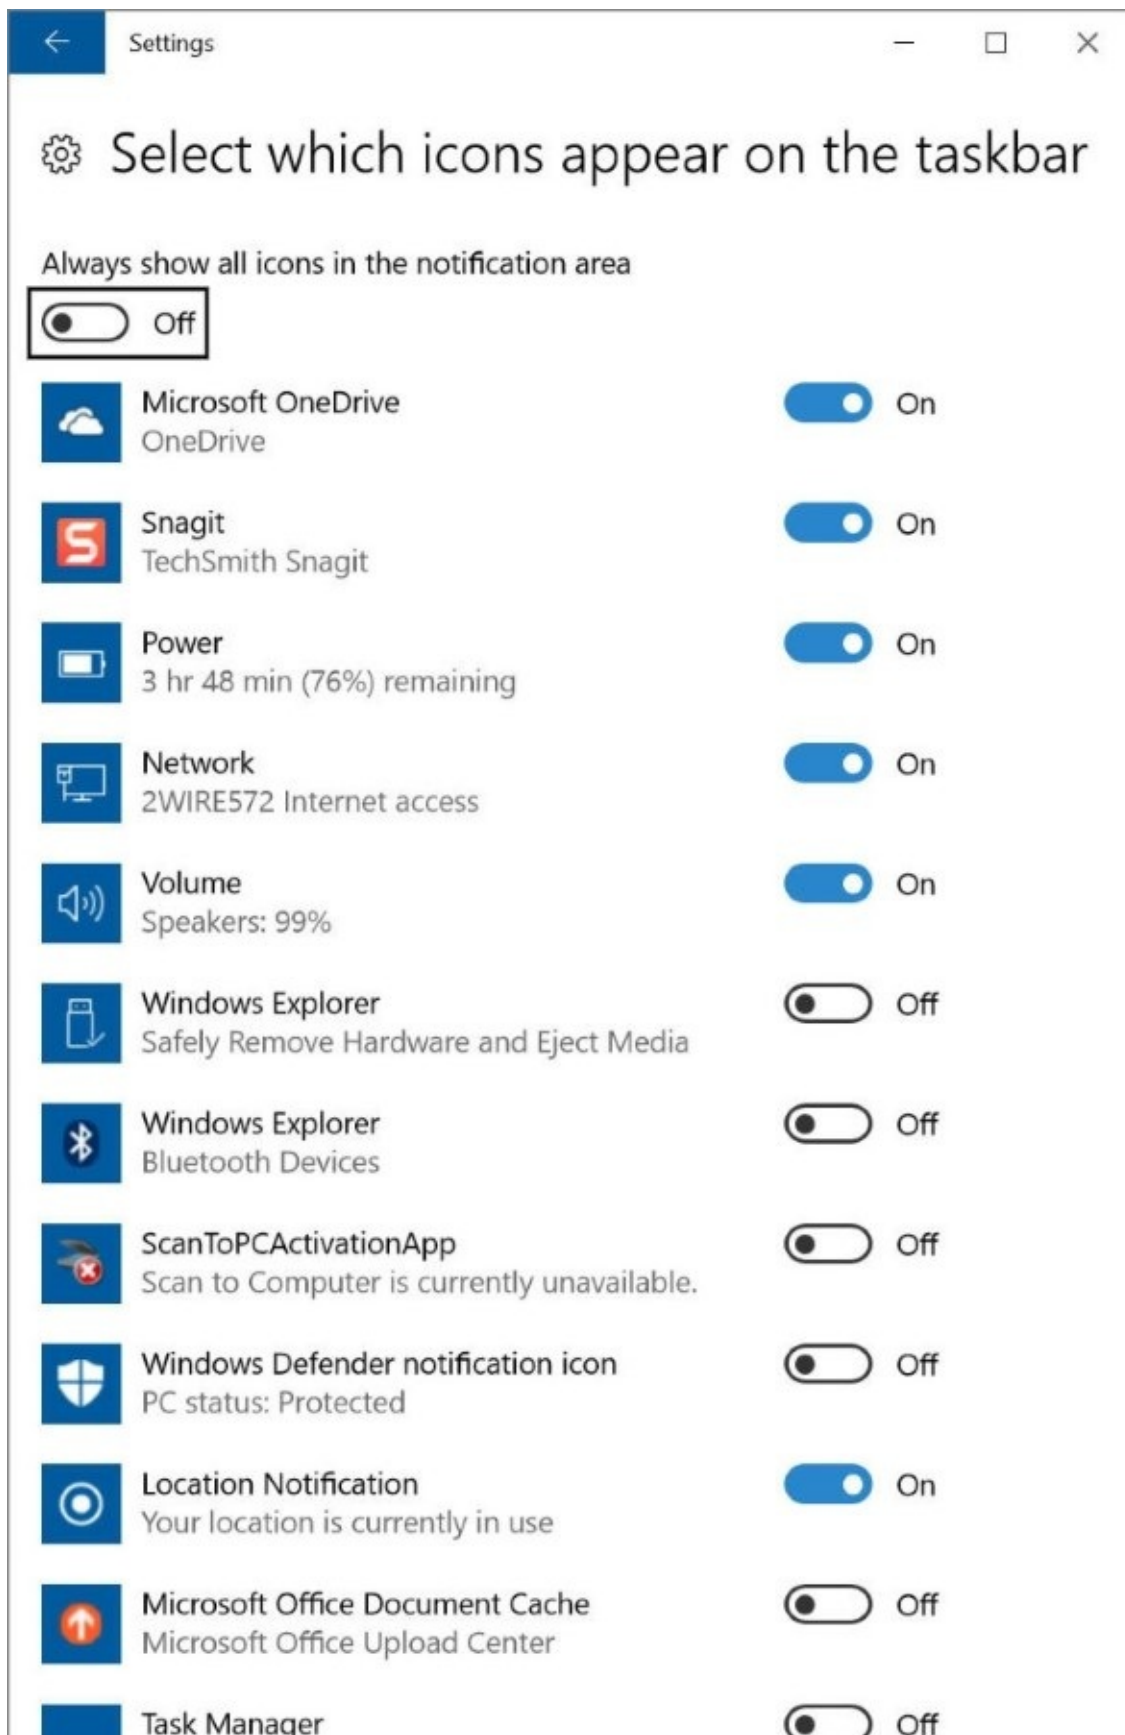 Settings
Select which icons appear on the taskbar
Always show all icons in the notification area
Off
Microsoft OneDrive On
OneDrive
Snagit On
TechSmith Snagit
Power On
3 hr 48 min (76%) remaining
Network On
2WIRE572 Internet access
Volume On
Speakers: 99%
Windows Explorer Off
Safely Remove Hardware and Eject Media
Windows Explorer Off
Bluetooth Devices
ScanToPCActivationApp Off
Scan to Computer is currently unavailable.
Windows Defender notification icon Off
PC status: Protected
Location Notification On
Your location is currently in use
Microsoft Office Document Cache Off
Microsoft Office Upload Center
Task Manager Off